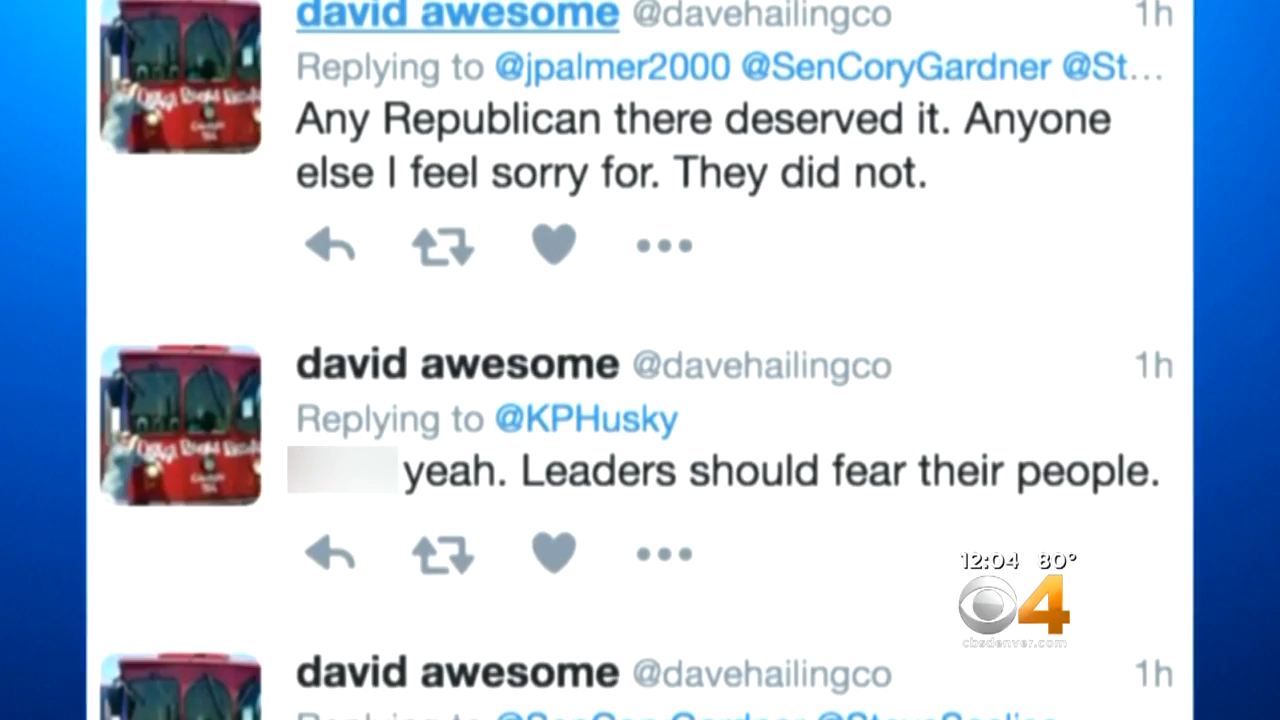 david awesome @davehailingco 1h
Replying to @jpalmer2000 @SenCoryGardner @St...
Any Republican there deserved it. Anyone
else I feel sorry for. They did not.
david awesome @davehailingco 1h
Replying to @KPHusky
yeah. Leaders should fear their people.
12:04 80°
4
cbsdenver.com
david awesome @davehailingco 1h
Replying to